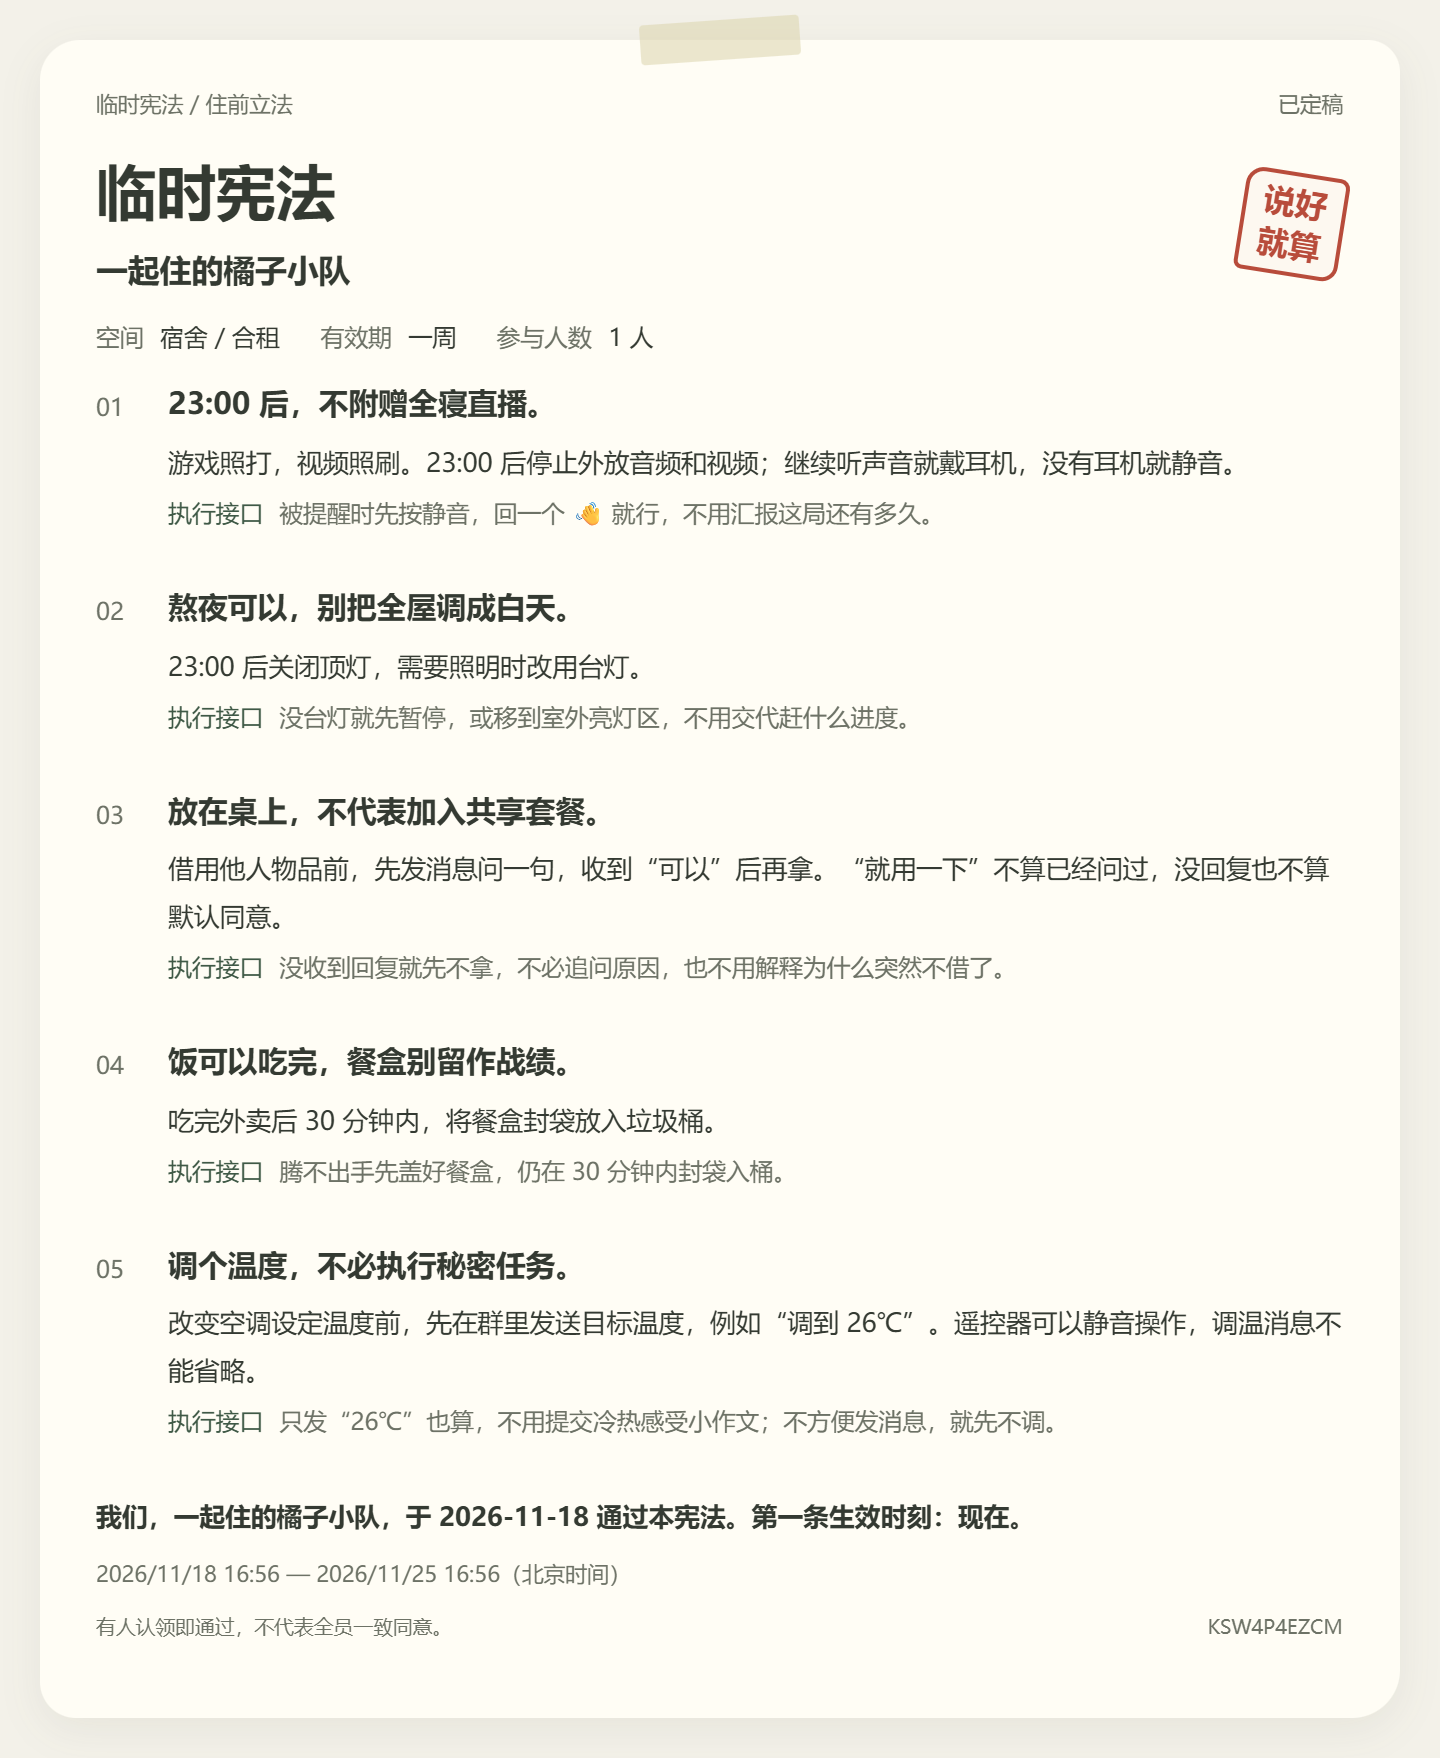 临时宪法 / 住前立法
已定稿
临时宪法
说好
就算
一起住的橘子小队
空间 宿舍 / 合租 有效期 一周 参与人数 1 人
01 23:00 后，不附赠全寝直播。
游戏照打，视频照刷。23:00 后停止外放音频和视频；继续听声音就戴耳机，没有耳机就静音。
执行接口 被提醒时先按静音，回一个 👋 就行，不用汇报这局还有多久。
02 熬夜可以，别把全屋调成白天。
23:00 后关闭顶灯，需要照明时改用台灯。
执行接口 没台灯就先暂停，或移到室外亮灯区，不用交代赶什么进度。
03 放在桌上，不代表加入共享套餐。
借用他人物品前，先发消息问一句，收到“可以”后再拿。“就用一下”不算已经问过，没回复也不算
默认同意。
执行接口 没收到回复就先不拿，不必追问原因，也不用解释为什么突然不借了。
04 饭可以吃完，餐盒别留作战绩。
吃完外卖后 30 分钟内，将餐盒封袋放入垃圾桶。
执行接口 腾不出手先盖好餐盒，仍在 30 分钟内封袋入桶。
05 调个温度，不必执行秘密任务。
改变空调设定温度前，先在群里发送目标温度，例如“调到 26℃”。遥控器可以静音操作，调温消息不
能省略。
执行接口 只发“26℃”也算，不用提交冷热感受小作文；不方便发消息，就先不调。
我们，一起住的橘子小队，于 2026-11-18 通过本宪法。第一条生效时刻：现在。
2026/11/18 16:56 — 2026/11/25 16:56（北京时间）
有人认领即通过，不代表全员一致同意。
KSW4P4EZCM